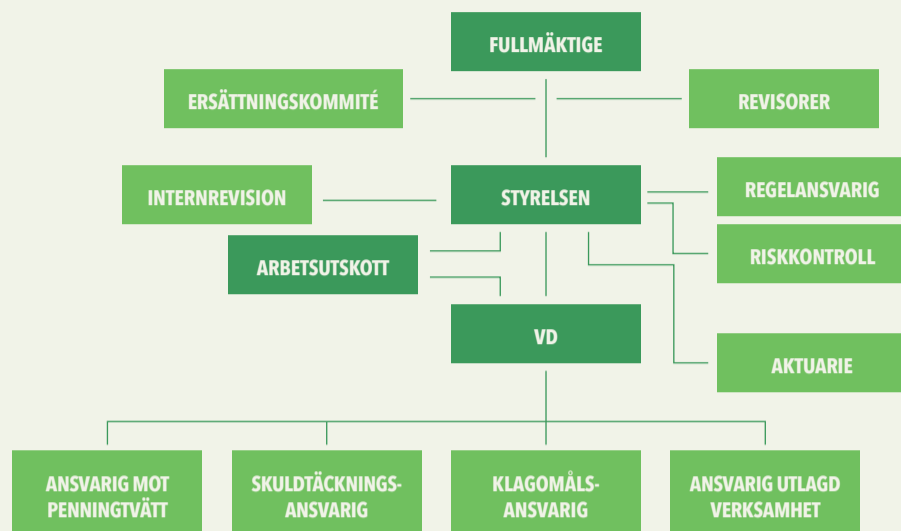 FULLMÄKTIGE
ERSÄTTNINGSKOMMITÉ
REVISORER
INTERNREVISION
STYRELSEN
REGELANSVARIG
ARBETSUTSKOTT
RISKKONTROLL
VD
AKTUARIE
ANSVARIG MOT
PENNINGTVÄTT
SKULDTÄCKNINGS-
ANSVARIG
KLAGOMÅLS-
ANSVARIG
ANSVARIG UTLAGD
VERKSAMHET